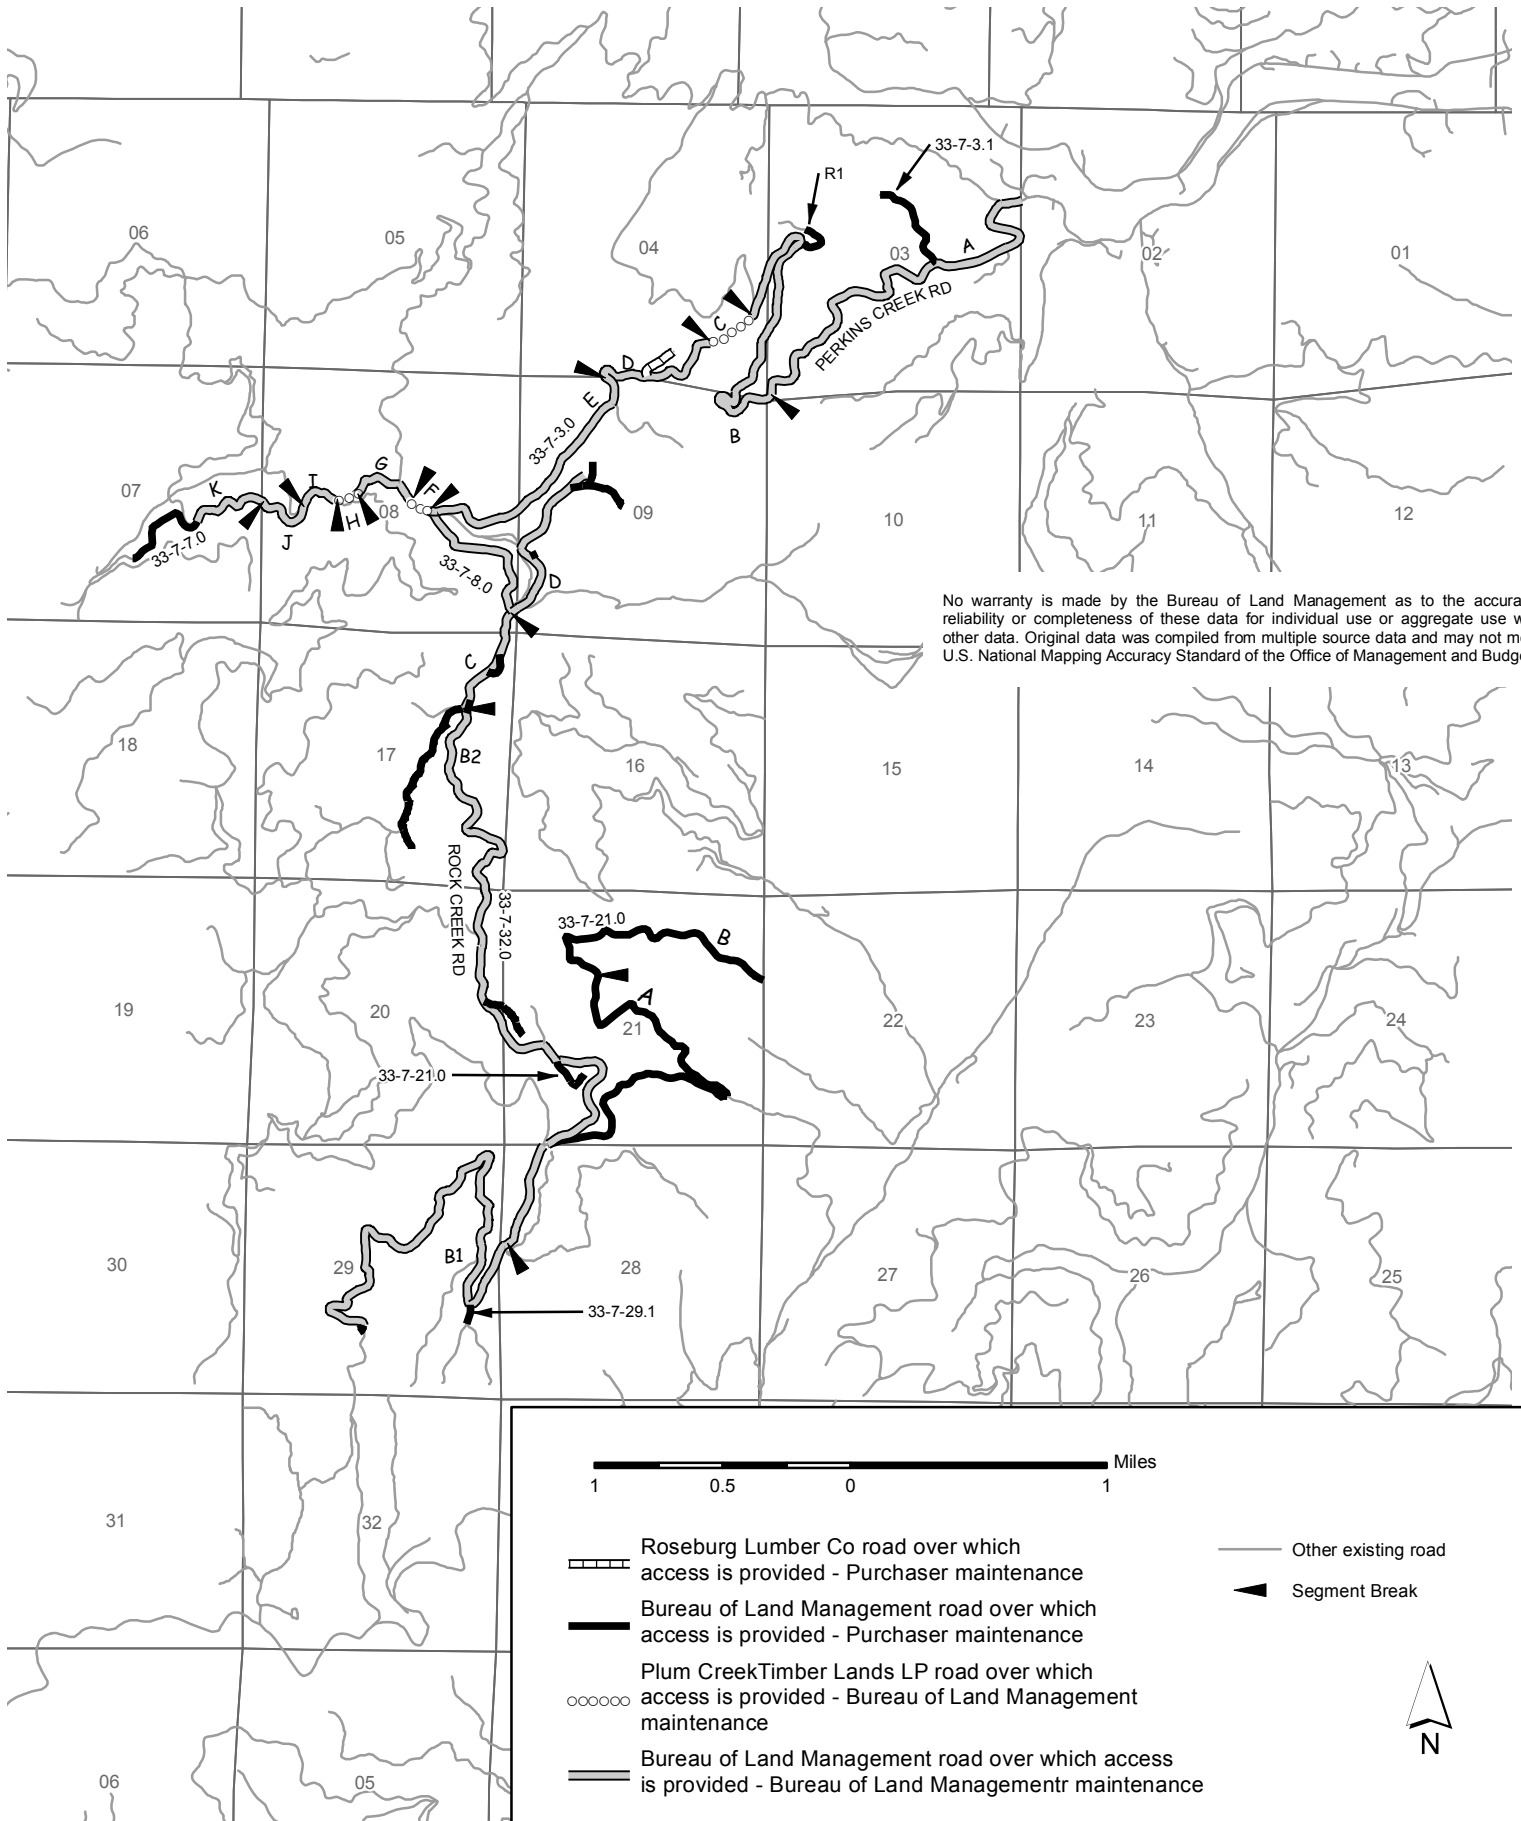 33-7-3.1
R1
06
05
04
03
A
02
01
PERKINS CREEK RD
C
D
E
B
33-7-3.0
07
K
I
G
F
H
08
J
09
10
11
12
33-7-7.0
33-7-8.0
D
No warranty is made by the Bureau of Land Management as to the accura
reliability or completeness of these data for individual use or aggregate use w
other data. Original data was compiled from multiple source data and may not m
U.S. National Mapping Accuracy Standard of the Office of Management and Budg
C
18
17
B2
16
15
14
13
ROCK CREEK RD
33-7-32.0
33-7-21.0
B
A
19
20
21
22
23
24
33-7-21.0
30
29
B1
28
27
26
25
33-7-29.1
31
32
06
05
Miles
1 0.5 0 1
Roseburg Lumber Co road over which
access is provided - Purchaser maintenance
Bureau of Land Management road over which
access is provided - Purchaser maintenance
Plum CreekTimber Lands LP road over which
access is provided - Bureau of Land Management
maintenance
Bureau of Land Management road over which access
is provided - Bureau of Land Managementr maintenance
Other existing road
Segment Break
N